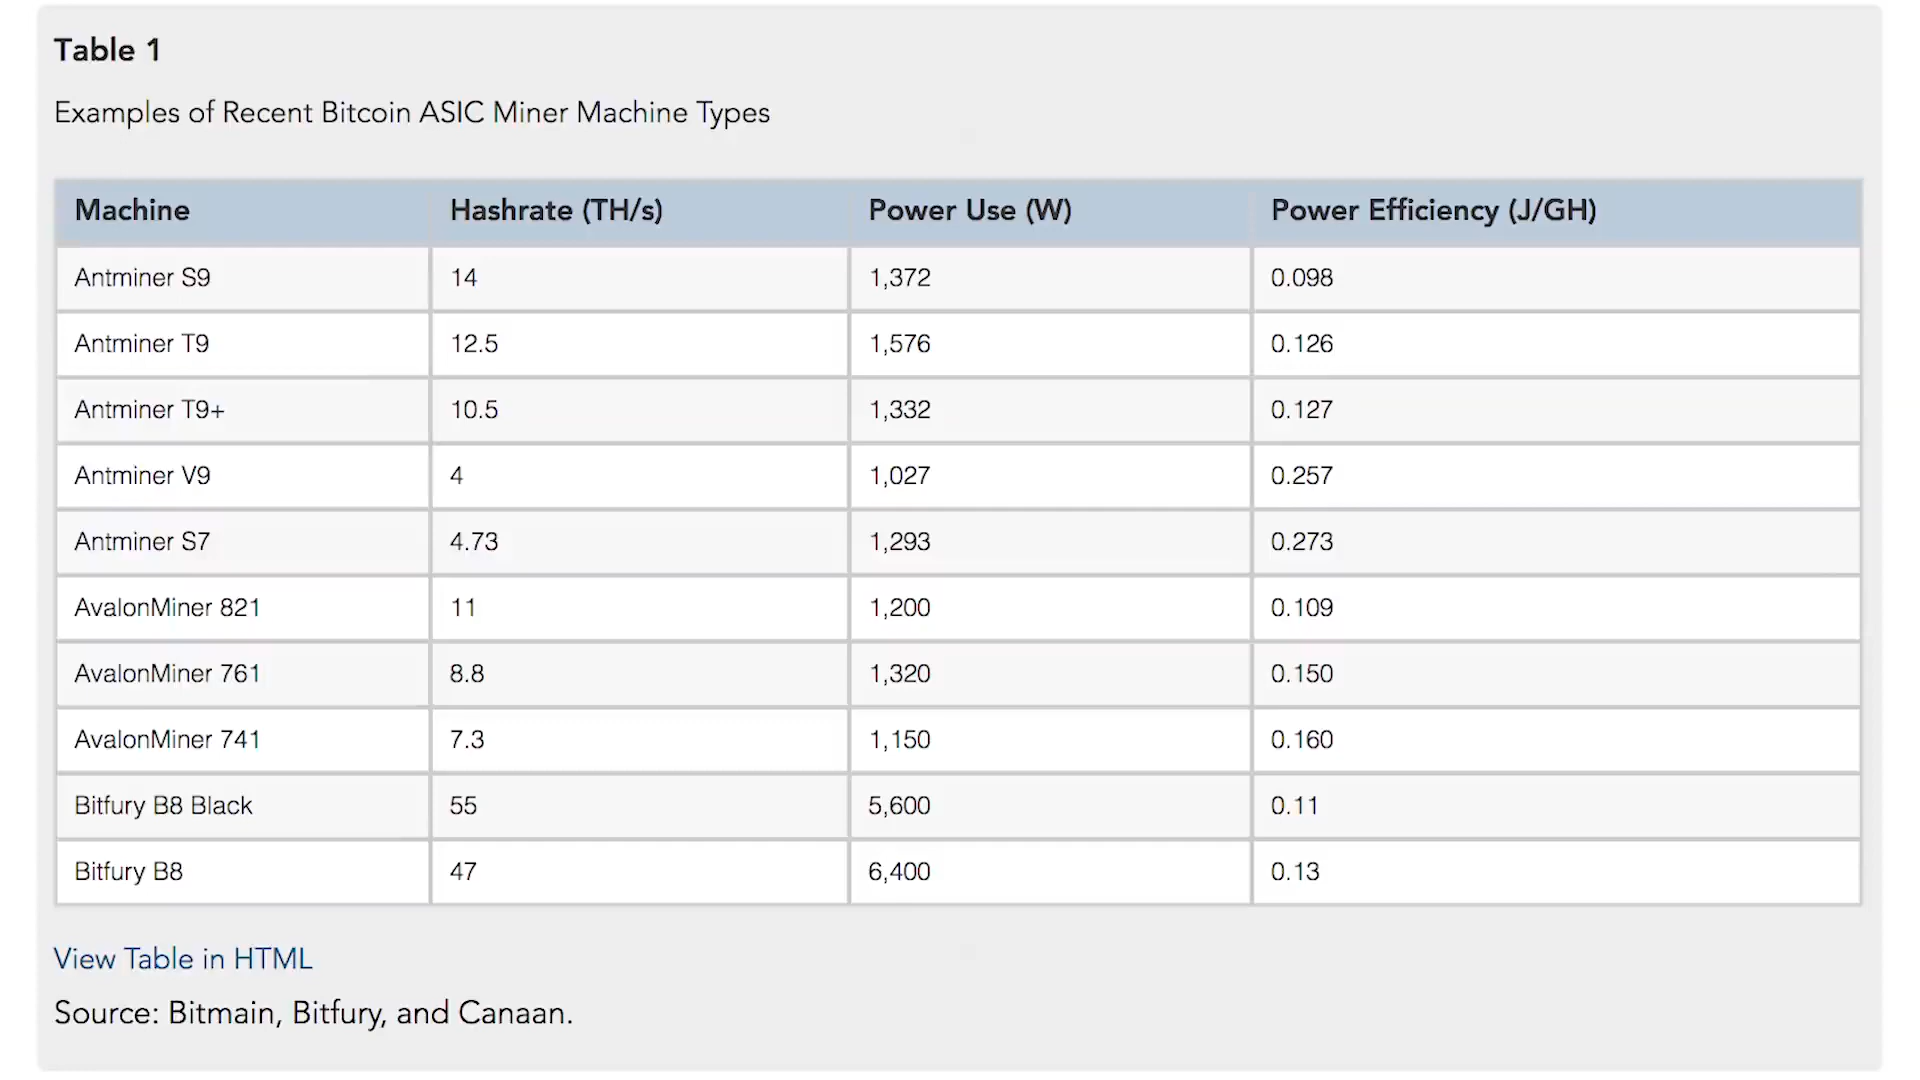 Table 1
Examples of Recent Bitcoin ASIC Miner Machine Types
Machine Hashrate (TH/s) Power Use (W) Power Efficiency (J/GH)
Antminer S9 14 1,372 0.098
Antminer T9 12.5 1,576 0.126
Antminer T9+ 10.5 1,332 0.127
Antminer V9 4 1,027 0.257
Antminer S7 4.73 1,293 0.273
AvalonMiner 821 11 1,200 0.109
AvalonMiner 761 8.8 1,320 0.150
AvalonMiner 741 7.3 1,150 0.160
Bitfury B8 Black 55 5,600 0.11
Bitfury B8 47 6,400 0.13
View Table in HTML
Source: Bitmain, Bitfury, and Canaan.